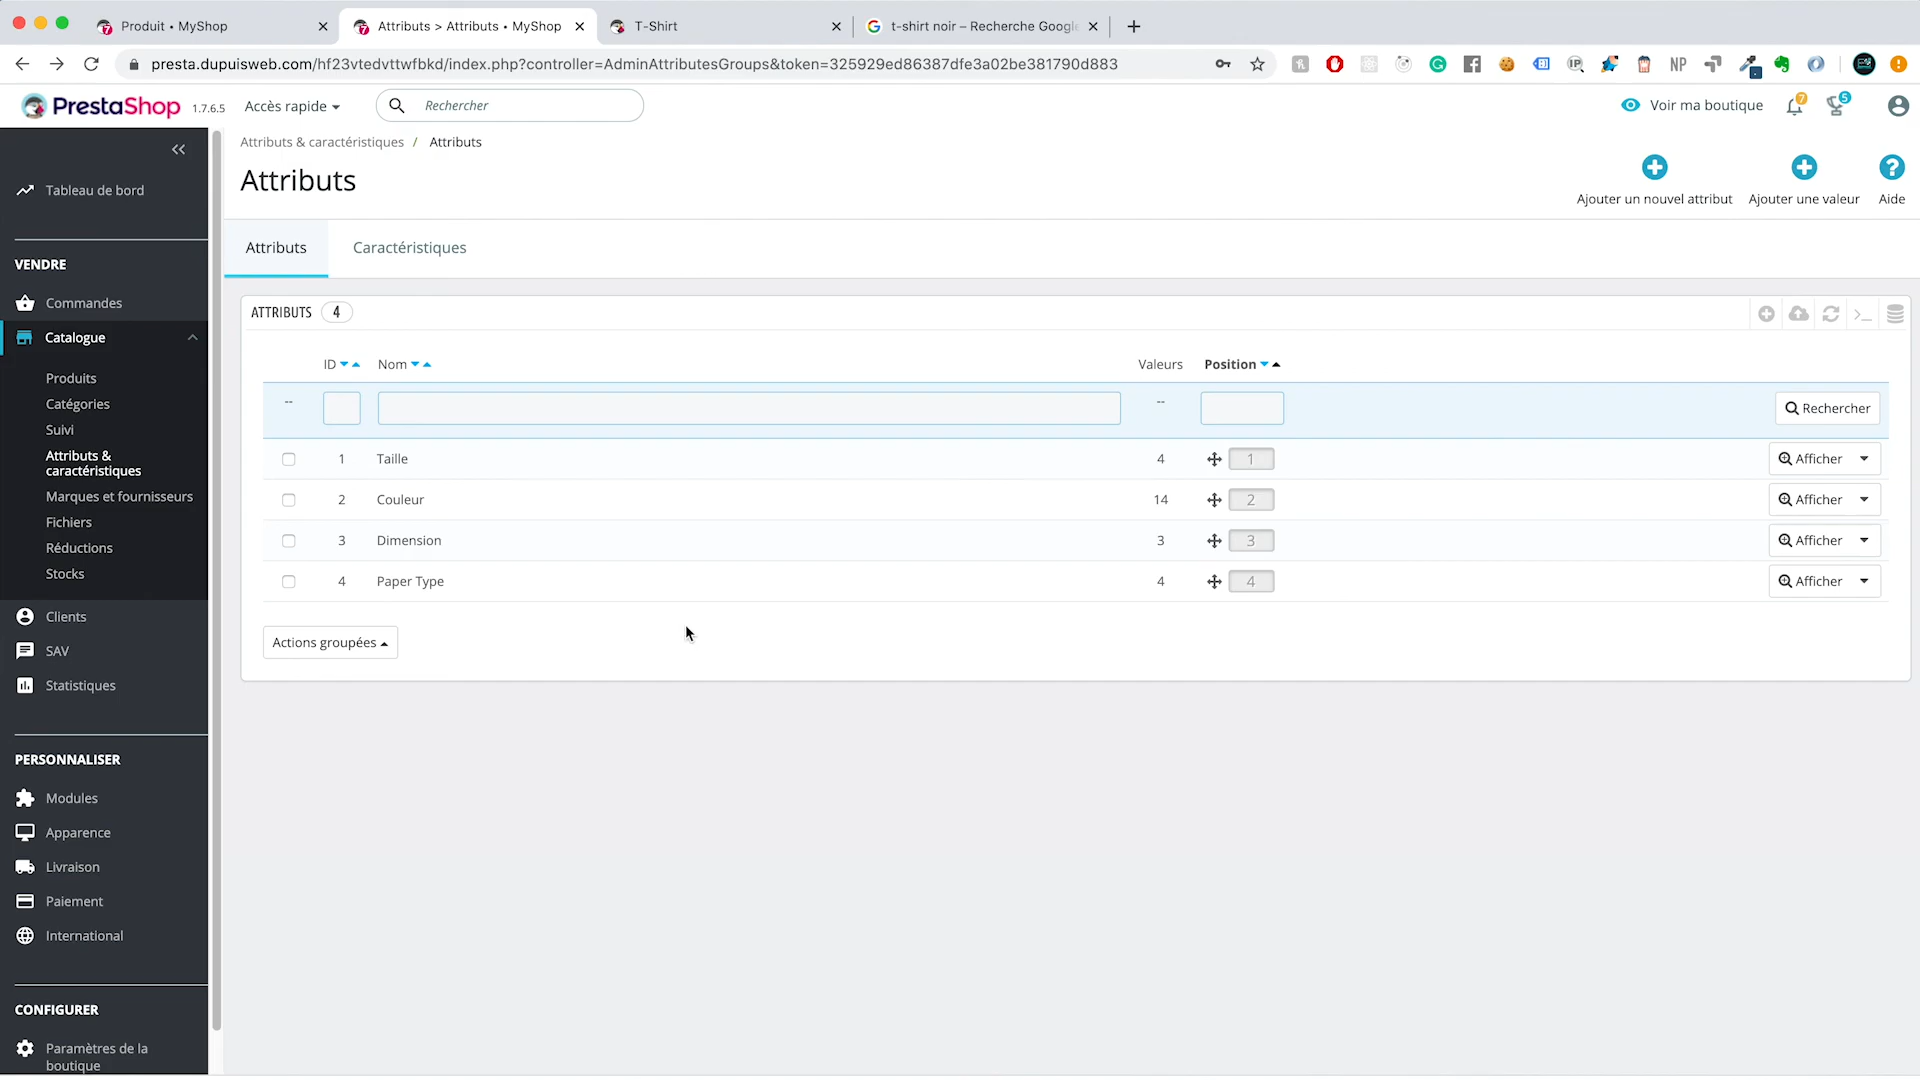 Produit • MyShop
Attributs > Attributs • MyShop
T-Shirt
t-shirt noir – Recherche Google
presta.dupuisweb.com/hf23vtedvttwfbkd/index.php?controller=AdminAttributesGroups&token=325929ed86387dfe3a02be381790d883
PrestaShop 1.7.6.5
Accès rapide
Rechercher
Voir ma boutique
7
5
Attributs & caractéristiques / Attributs
Attributs
Ajouter un nouvel attribut
Ajouter une valeur
Aide
Tableau de bord
VENDRE
Commandes
Catalogue
Produits
Catégories
Suivi
Attributs &
caractéristiques
Marques et fournisseurs
Fichiers
Réductions
Stocks
Clients
SAV
Statistiques
PERSONNALISER
Modules
Apparence
Livraison
Paiement
International
CONFIGURER
Paramètres de la
boutique
Attributs
Caractéristiques
ATTRIBUTS 4
ID Nom Valeurs Position
-- -- Rechercher
1 Taille 4 1 Afficher
2 Couleur 14 2 Afficher
3 Dimension 3 3 Afficher
4 Paper Type 4 4 Afficher
Actions groupées